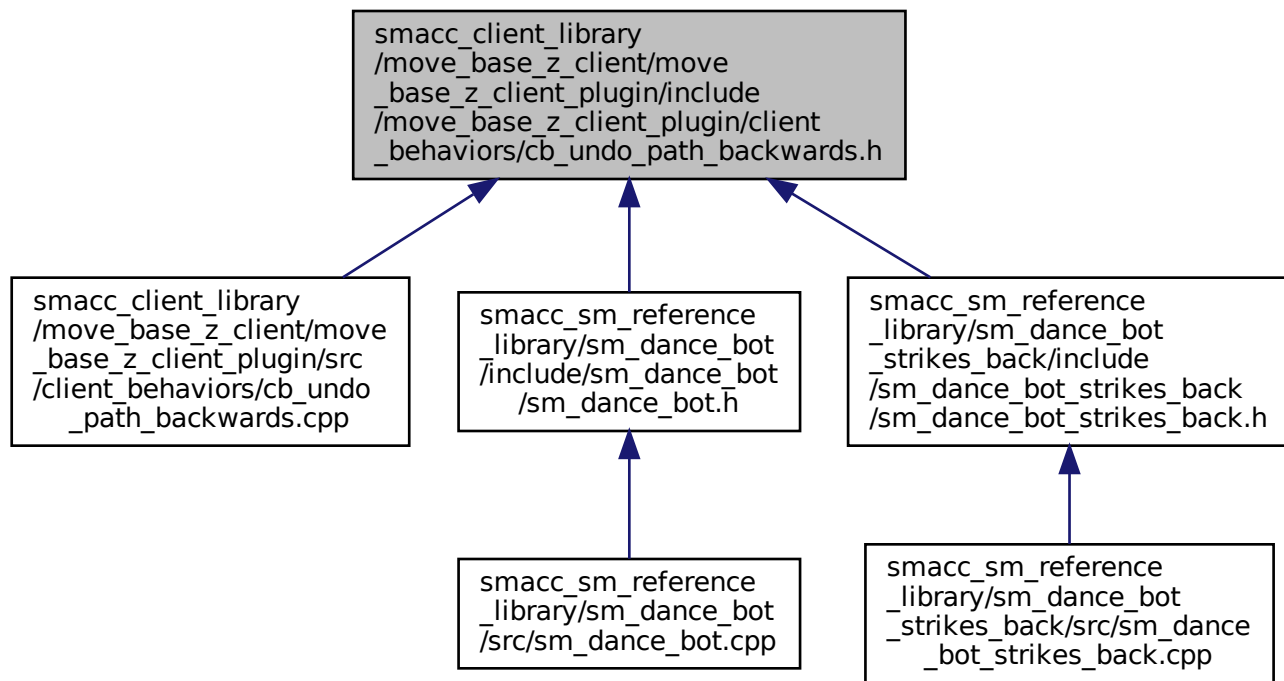 smacc_client_library
/move_base_z_client/move
_base_z_client_plugin/include
/move_base_z_client_plugin/client
_behaviors/cb_undo_path_backwards.h
smacc_client_library
/move_base_z_client/move
_base_z_client_plugin/src
/client_behaviors/cb_undo
_path_backwards.cpp
smacc_sm_reference
_library/sm_dance_bot
/include/sm_dance_bot
/sm_dance_bot.h
smacc_sm_reference
_library/sm_dance_bot
_strikes_back/include
/sm_dance_bot_strikes_back
/sm_dance_bot_strikes_back.h
smacc_sm_reference
_library/sm_dance_bot
/src/sm_dance_bot.cpp
smacc_sm_reference
_library/sm_dance_bot
_strikes_back/src/sm_dance
_bot_strikes_back.cpp